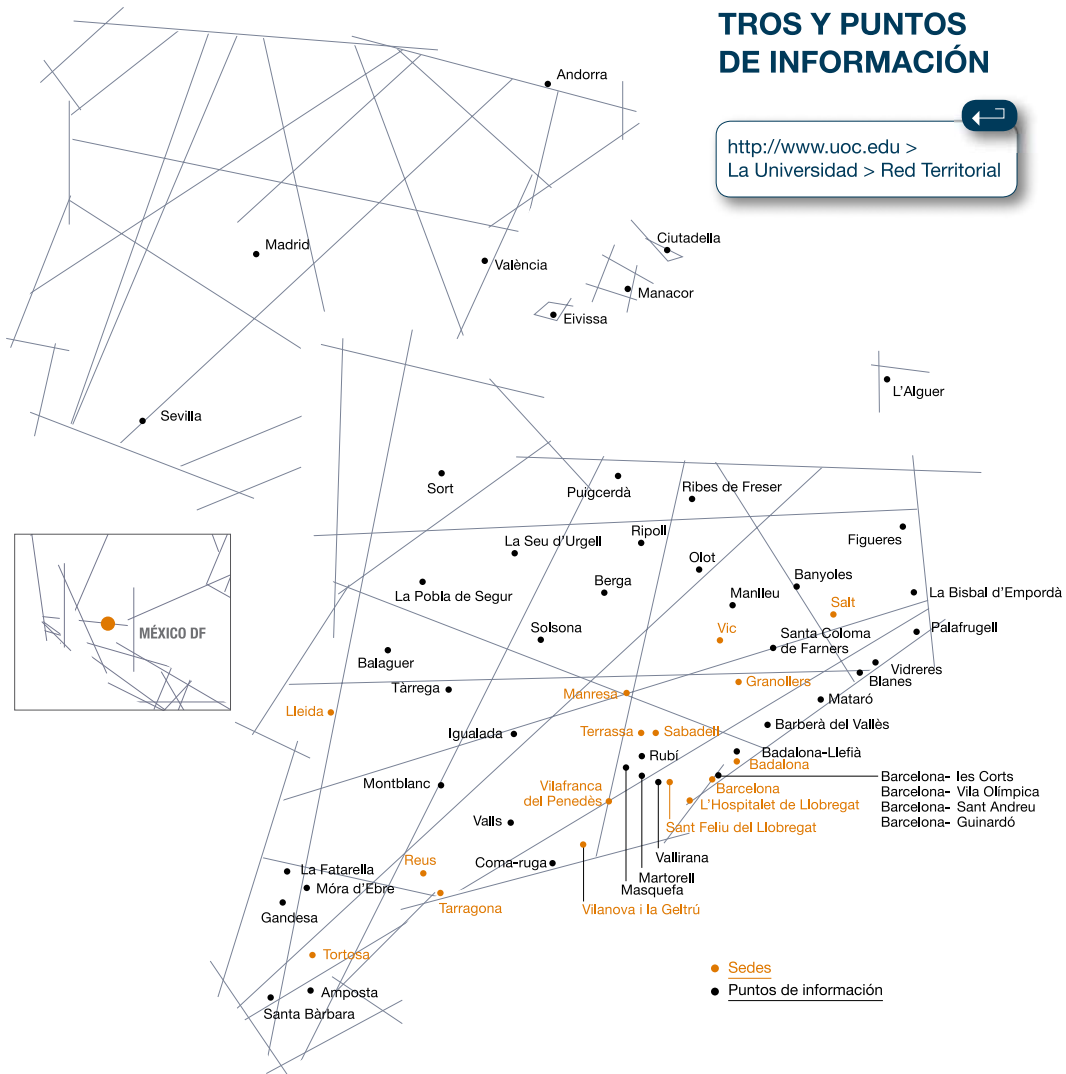 TROS Y PUNTOS
DE INFORMACIÓN
http://www.uoc.edu >
La Universidad > Red Territorial
Andorra
Ciutadella
Madrid
València
Manacor
Eivissa
L'Alguer
Sevilla
Sort
Puigcerdà
Ribes de Freser
Ripoll
Figueres
La Seu d'Urgell
Olot
La Pobla de Segur
Berga
Banyoles
Manlleu
La Bisbal d'Empordà
Salt
MÉXICO DF
Solsona
Vic
Santa Coloma
de Farners
Palafrugell
Balaguer
Vidreres
Blanes
Tàrrega
Manresa
Granollers
Mataró
Lleida
Igualada
Terrassa
Sabadell
Barberà del Vallès
Rubí
Badalona-Llefià
Badalona
Montblanc
Vilafranca
del Penedès
Barcelona
L'Hospitalet de Llobregat
Barcelona- les Corts
Barcelona- Vila Olímpica
Barcelona- Sant Andreu
Barcelona- Guinardó
Valls
Sant Feliu del Llobregat
Reus
Coma-ruga
Vallirana
La Fatarella
Martorell
Móra d'Ebre
Masquefa
Gandesa
Tarragona
Vilanova i la Geltrú
Tortosa
Sedes
Amposta
Puntos de información
Santa Bàrbara